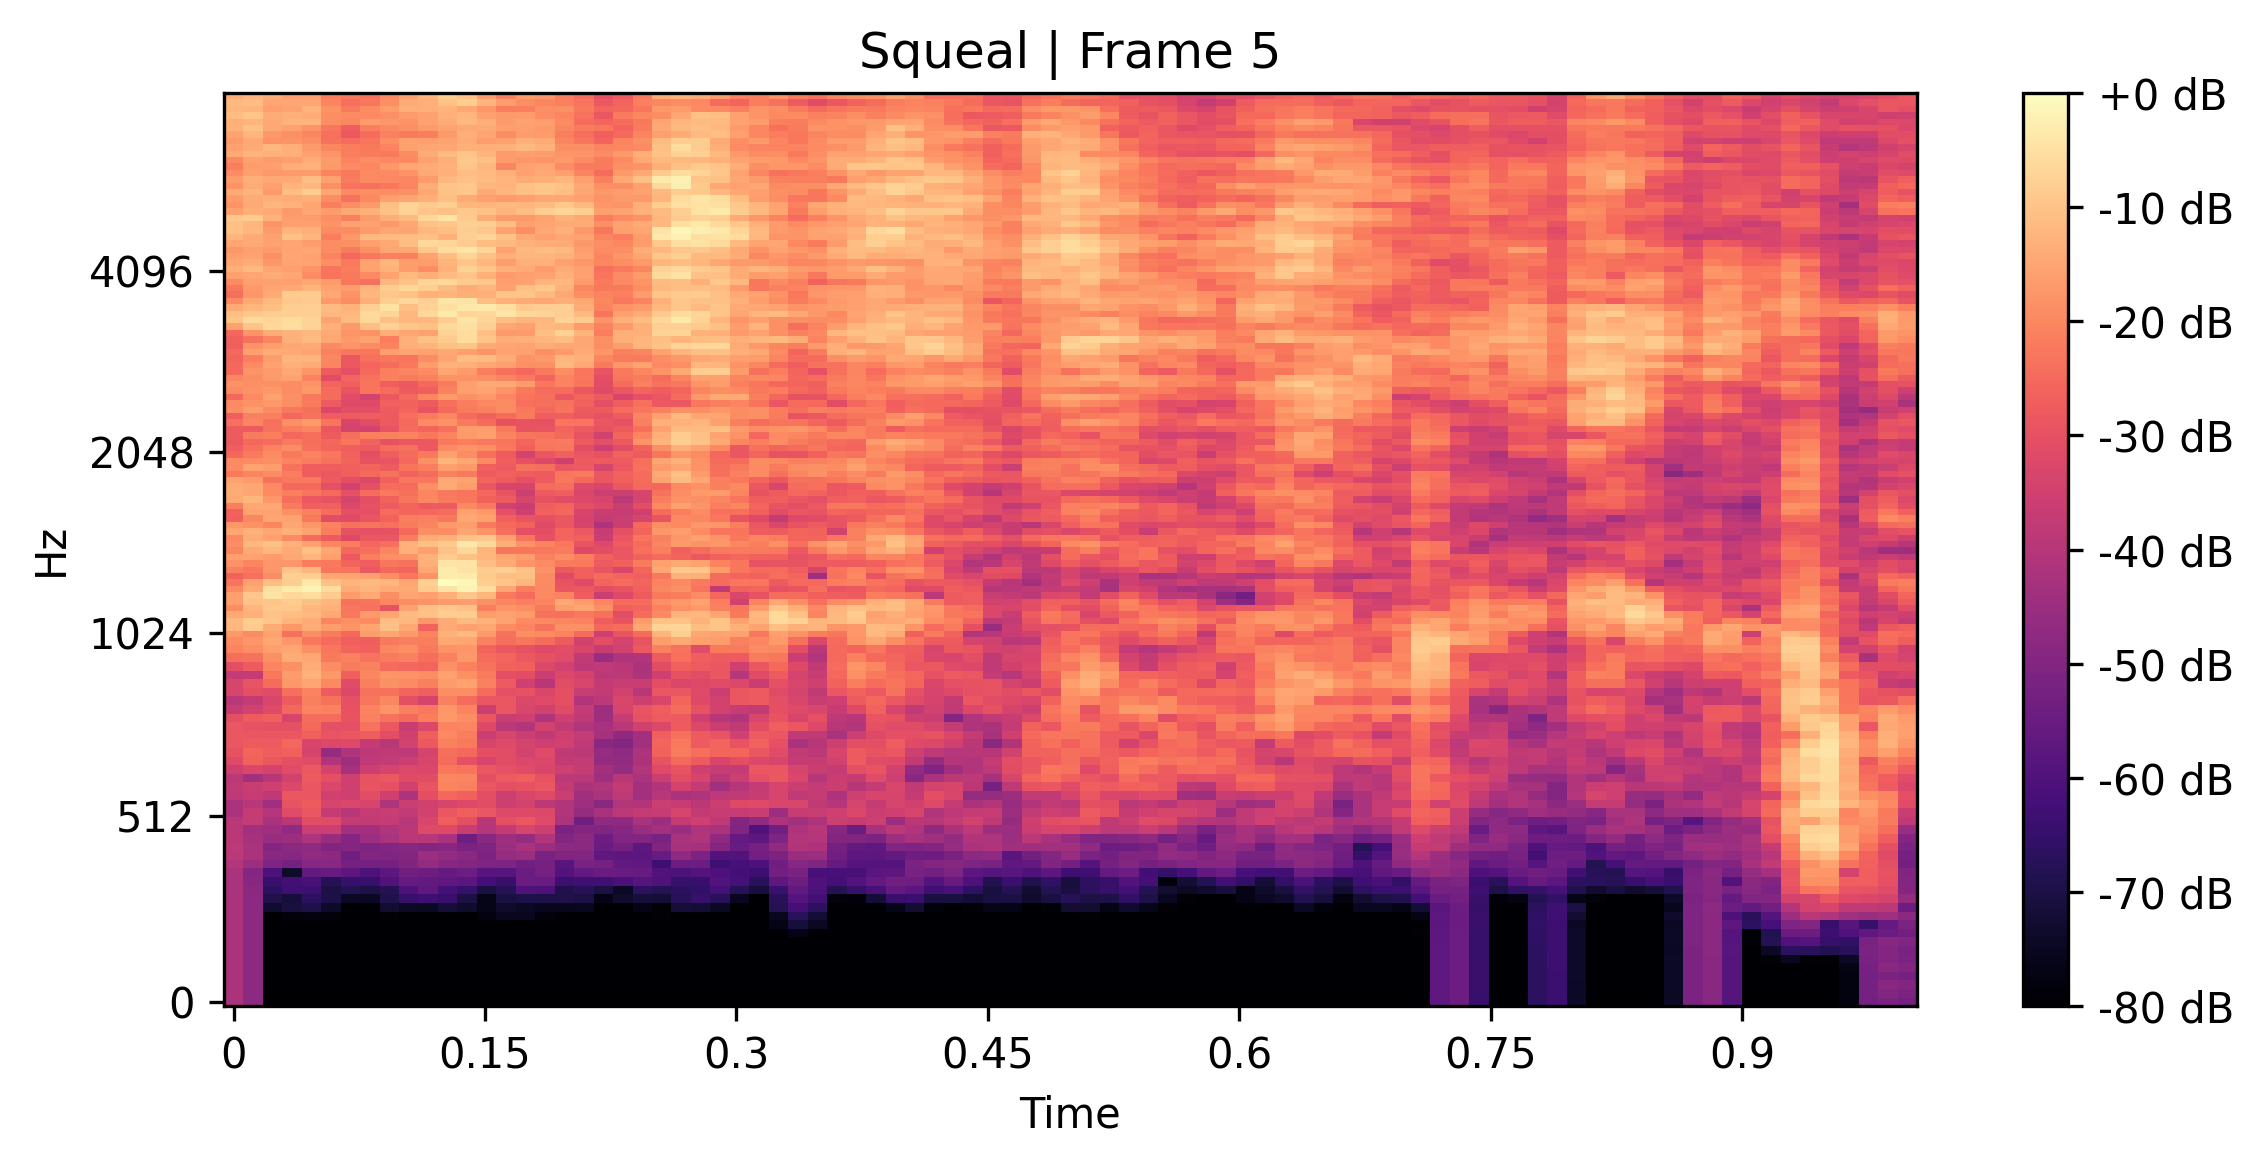 Squeal | Frame 5
Hz
4096
2048
1024
512
0
0 0.15 0.3 0.45 0.6 0.75 0.9
Time
+0 dB
-10 dB
-20 dB
-30 dB
-40 dB
-50 dB
-60 dB
-70 dB
-80 dB